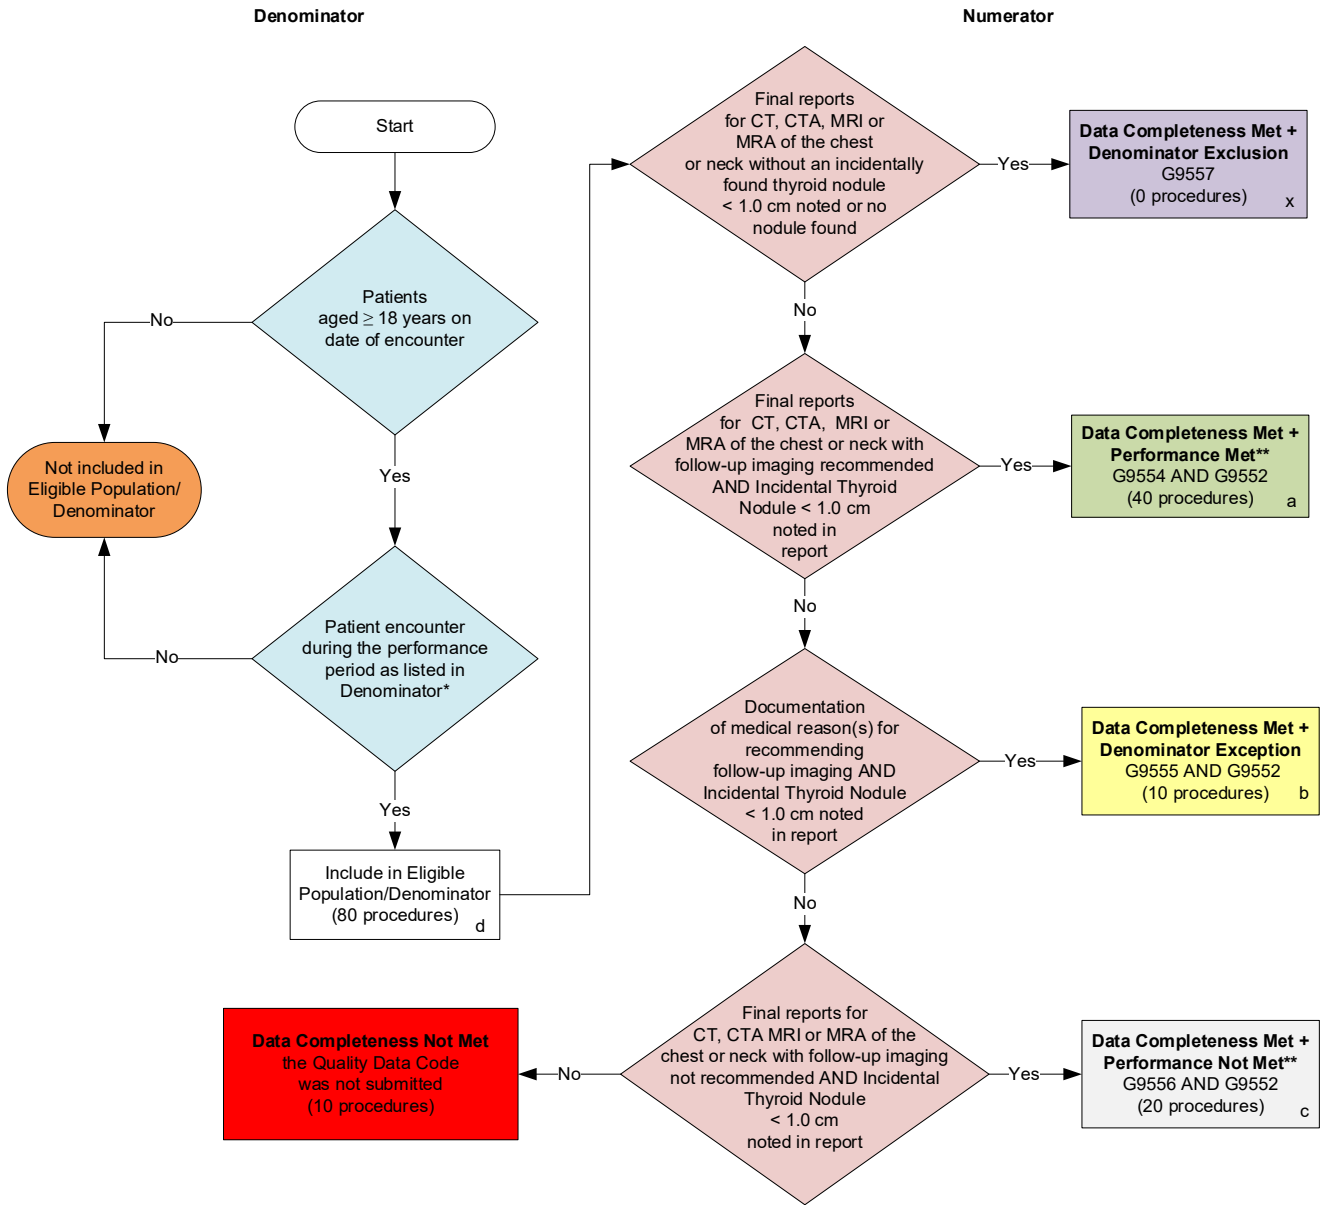 Denominator
Numerator
Start
Patients
aged ≥ 18 years on
date of encounter
No
Yes
Not included in
Eligible Population/
Denominator
Patient encounter
during the performance
period as listed in
Denominator*
No
Yes
Include in Eligible
Population/Denominator
(80 procedures)
d
Final reports
for CT, CTA, MRI or
MRA of the chest
or neck without an incidentally
found thyroid nodule
< 1.0 cm noted or no
nodule found
Yes
Data Completeness Met +
Denominator Exclusion
G9557
(0 procedures)
x
No
Final reports
for CT, CTA, MRI or
MRA of the chest or neck with
follow-up imaging recommended
AND Incidental Thyroid
Nodule < 1.0 cm
noted in
report
Yes
Data Completeness Met +
Performance Met**
G9554 AND G9552
(40 procedures)
a
No
Documentation
of medical reason(s) for
recommending
follow-up imaging AND
Incidental Thyroid Nodule
< 1.0 cm noted
in report
Yes
Data Completeness Met +
Denominator Exception
G9555 AND G9552
(10 procedures)
b
No
Final reports for
CT, CTA MRI or MRA of the
chest or neck with follow-up imaging
not recommended AND Incidental
Thyroid Nodule
< 1.0 cm
noted in report
Yes
Data Completeness Met +
Performance Not Met**
G9556 AND G9552
(20 procedures)
c
No
Data Completeness Not Met
the Quality Data Code
was not submitted
(10 procedures)